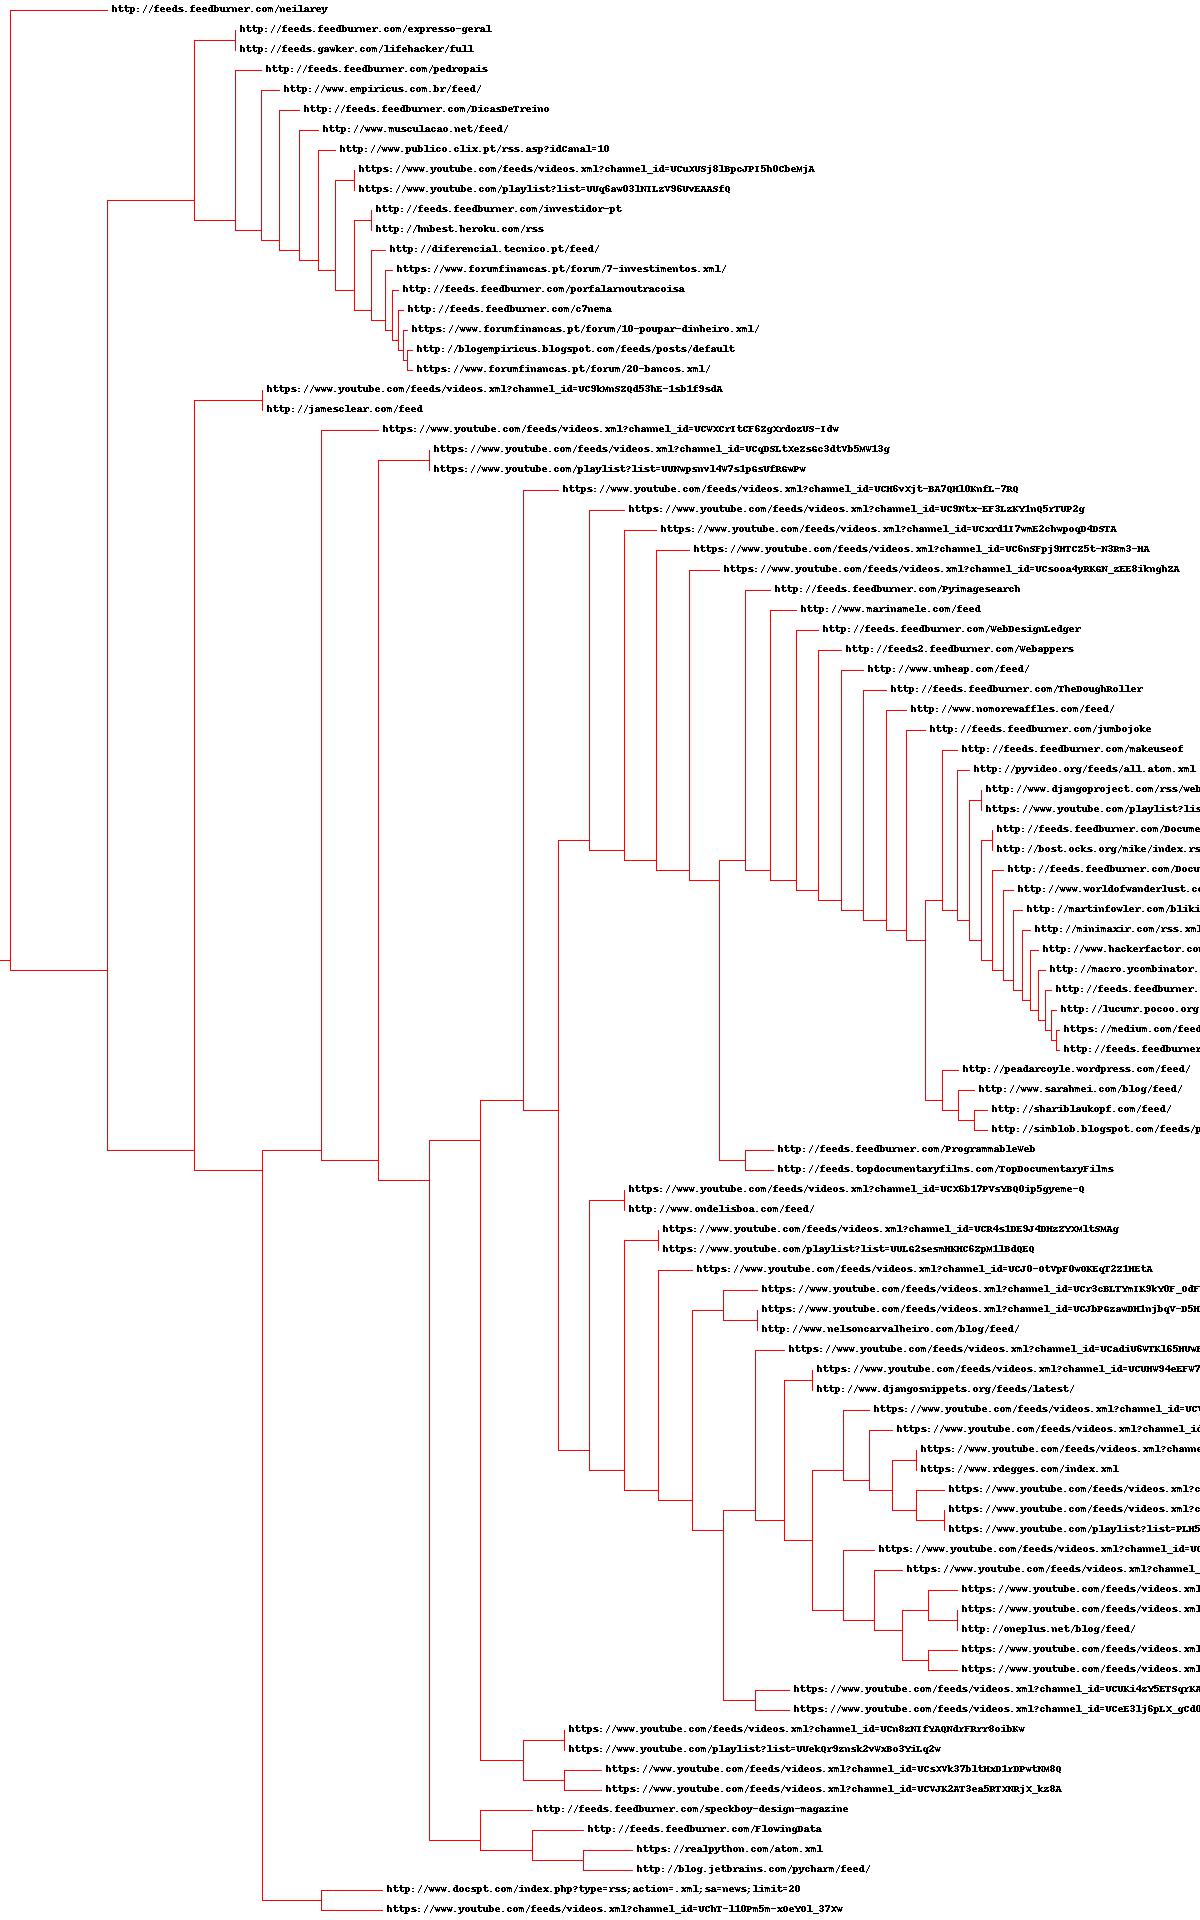 http://feeds.feedburner.com/neilarey
http://feeds.feedburner.com/expresso-geral
http://feeds.gawker.com/lifehacker/full
http://feeds.feedburner.com/pedropais
http://www.empiricus.com.br/feed/
http://feeds.feedburner.com/DicasDeTreino
http://www.musculacao.net/feed/
http://www.publico.clix.pt/rss.asp?idCanal=10
https://www.youtube.com/feeds/videos.xml?channel_id=UCuXUSj8lBpcJPI5hOCbeMjA
https://www.youtube.com/playlist?list=UUq6aw03lNILzV96UvEAASfQ
http://feeds.feedburner.com/investidor-pt
http://hnbest.heroku.com/rss
http://diferencial.tecnico.pt/feed/
https://www.forumfinancas.pt/forum/7-investimentos.xml/
http://feeds.feedburner.com/porfalarnoutracoisa
http://feeds.feedburner.com/c7nema
https://www.forumfinancas.pt/forum/10-poupar-dinheiro.xml/
http://blogempiricus.blogspot.com/feeds/posts/default
https://www.forumfinancas.pt/forum/20-bancos.xml/
https://www.youtube.com/feeds/videos.xml?channel_id=UC9kMnSZQd53hE-1sb1f9sdA
http://jamesclear.com/feed
https://www.youtube.com/feeds/videos.xml?channel_id=UCWXCrItCF6ZgXrdozUS-Idw
https://www.youtube.com/feeds/videos.xml?channel_id=UCqDSLtXeZsGc3dtVb5MW13g
https://www.youtube.com/playlist?list=UUNwpsnvl4W7s1pGsUfRGwPw
https://www.youtube.com/feeds/videos.xml?channel_id=UCH6vXjt-BA7QHl0KnfL-7RQ
https://www.youtube.com/feeds/videos.xml?channel_id=UC9Ntx-EF3LzKY1nQ5rTUP2g
https://www.youtube.com/feeds/videos.xml?channel_id=UCxrd1I7wmE2chwpoqD4DSTA
https://www.youtube.com/feeds/videos.xml?channel_id=UC6nSFpj9HTCZ5t-N3Rm3-HA
https://www.youtube.com/feeds/videos.xml?channel_id=UCsooa4yRKGN_zEE8iknghZA
http://feeds.feedburner.com/Pyimagesearch
http://www.marinamele.com/feed
http://feeds.feedburner.com/WebDesignLedger
http://feeds2.feedburner.com/Webappers
http://www.unheap.com/feed/
http://feeds.feedburner.com/TheDoughRoller
http://www.nomorewaffles.com/feed/
http://feeds.feedburner.com/jumbojoke
http://feeds.feedburner.com/makeuseof
http://pyvideo.org/feeds/all.atom.xml
http://www.djangoproject.com/rss/web
https://www.youtube.com/playlist?lis
http://feeds.feedburner.com/Docume
http://bost.ocks.org/mike/index.rs
http://feeds.feedburner.com/Docu
http://www.worldofwanderlust.co
http://martinfowler.com/bliki
http://minimaxir.com/rss.xml
http://www.hackerfactor.co
http://macro.ycombinator.
http://feeds.feedburner.
http://lucumr.pocoo.org
https://medium.com/feed
http://feeds.feedburner
http://peadarcoyle.wordpress.com/feed/
http://www.sarahmei.com/blog/feed/
http://shariblaukopf.com/feed/
http://simblob.blogspot.com/feeds/p
http://feeds.feedburner.com/ProgrammableWeb
http://feeds.topdocumentaryfilms.com/TopDocumentaryFilms
https://www.youtube.com/feeds/videos.xml?channel_id=UCX6b17PVsYBQ0ip5gyeme-Q
http://www.ondelisboa.com/feed/
https://www.youtube.com/feeds/videos.xml?channel_id=UCR4s1DE9J4DHzZYXMltSMAg
https://www.youtube.com/playlist?list=UULG2sesmHKHC6ZpM1lBdQEQ
https://www.youtube.com/feeds/videos.xml?channel_id=UCJ0-OtVpF0wOKEqT2Z1HEtA
https://www.youtube.com/feeds/videos.xml?channel_id=UCr3cBLTYmIK9kY0F_OdF
https://www.youtube.com/feeds/videos.xml?channel_id=UCJbPGzawDH1njbqV-D5H
http://www.nelsoncarvalheiro.com/blog/feed/
https://www.youtube.com/feeds/videos.xml?channel_id=UCadiU6WTKl65HUwE
https://www.youtube.com/feeds/videos.xml?channel_id=UCUHW94eEFW7
http://www.djangosnippets.org/feeds/latest/
https://www.youtube.com/feeds/videos.xml?channel_id=UCV
https://www.youtube.com/feeds/videos.xml?channel_id
https://www.youtube.com/feeds/videos.xml?channe
https://www.rdegges.com/index.xml
https://www.youtube.com/feeds/videos.xml?c
https://www.youtube.com/feeds/videos.xml?c
https://www.youtube.com/playlist?list=PLH5
https://www.youtube.com/feeds/videos.xml?channel_id=UC
https://www.youtube.com/feeds/videos.xml?channel_
https://www.youtube.com/feeds/videos.xml
https://www.youtube.com/feeds/videos.xml
http://oneplus.net/blog/feed/
https://www.youtube.com/feeds/videos.xml
https://www.youtube.com/feeds/videos.xml
https://www.youtube.com/feeds/videos.xml?channel_id=UCUKi4zY5ETSqrKA
https://www.youtube.com/feeds/videos.xml?channel_id=UCeE3lj6pLX_gCd0
https://www.youtube.com/feeds/videos.xml?channel_id=UCn8zNIfYAQNdrFRrr8oibKw
https://www.youtube.com/playlist?list=UUekQr9znsk2vWxBo3YiLq2w
https://www.youtube.com/feeds/videos.xml?channel_id=UCsXVk37bltHxD1rDPwtNM8Q
https://www.youtube.com/feeds/videos.xml?channel_id=UCVJK2AT3ea5RTXNRjX_kz8A
http://feeds.feedburner.com/speckboy-design-magazine
http://feeds.feedburner.com/FlowingData
https://realpython.com/atom.xml
http://blog.jetbrains.com/pycharm/feed/
http://www.docspt.com/index.php?type=rss;action=.xml;sa=news;limit=20
https://www.youtube.com/feeds/videos.xml?channel_id=UChT-l1OPm5m-xOeYOl_37Xw